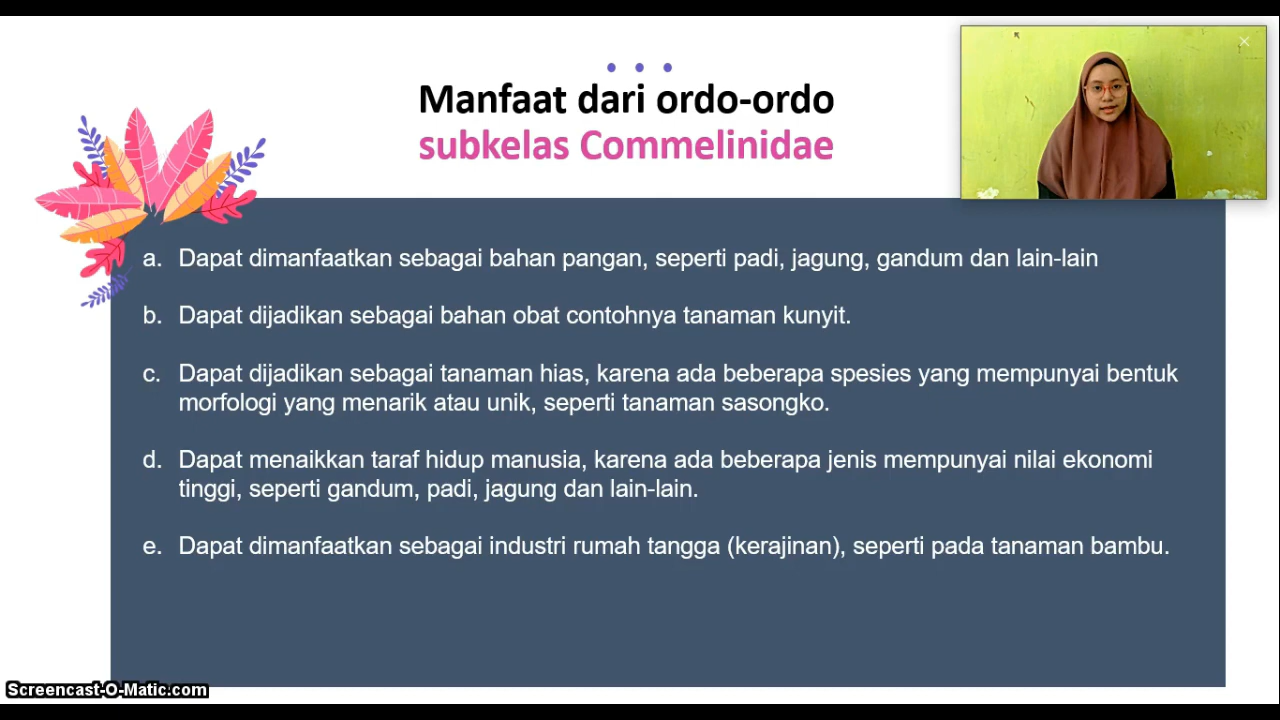 Manfaat dari ordo-ordo
subkelas Commelinidae
a. Dapat dimanfaatkan sebagai bahan pangan, seperti padi, jagung, gandum dan lain-lain
b. Dapat dijadikan sebagai bahan obat contohnya tanaman kunyit.
c. Dapat dijadikan sebagai tanaman hias, karena ada beberapa spesies yang mempunyai bentuk
morfologi yang menarik atau unik, seperti tanaman sasongko.
d. Dapat menaikkan taraf hidup manusia, karena ada beberapa jenis mempunyai nilai ekonomi
tinggi, seperti gandum, padi, jagung dan lain-lain.
e. Dapat dimanfaatkan sebagai industri rumah tangga (kerajinan), seperti pada tanaman bambu.
Screencast-O-Matic.com